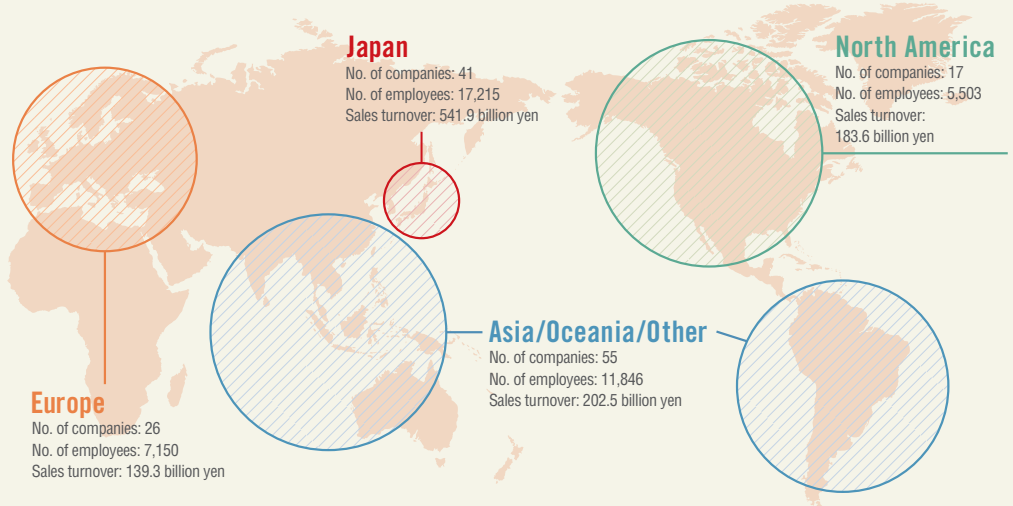 Japan
No. of companies: 41
No. of employees: 17,215
Sales turnover: 541.9 billion yen
North America
No. of companies: 17
No. of employees: 5,503
Sales turnover:
183.6 billion yen
Asia/Oceania/Other
No. of companies: 55
No. of employees: 11,846
Sales turnover: 202.5 billion yen
Europe
No. of companies: 26
No. of employees: 7,150
Sales turnover: 139.3 billion yen